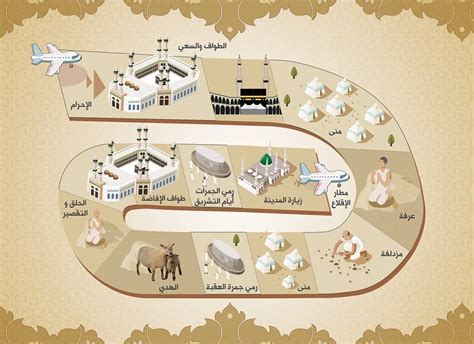 الإحرام
الطواف والسعي
منى
عرفة
مزدلفة
منى
رمي جمرة العقبة
الهدي
الحلق و
التقصير
طواف الإفاضة
رمي الجمرات
أيام التشريق
زيارة المدينة
مطار
الإقلاع